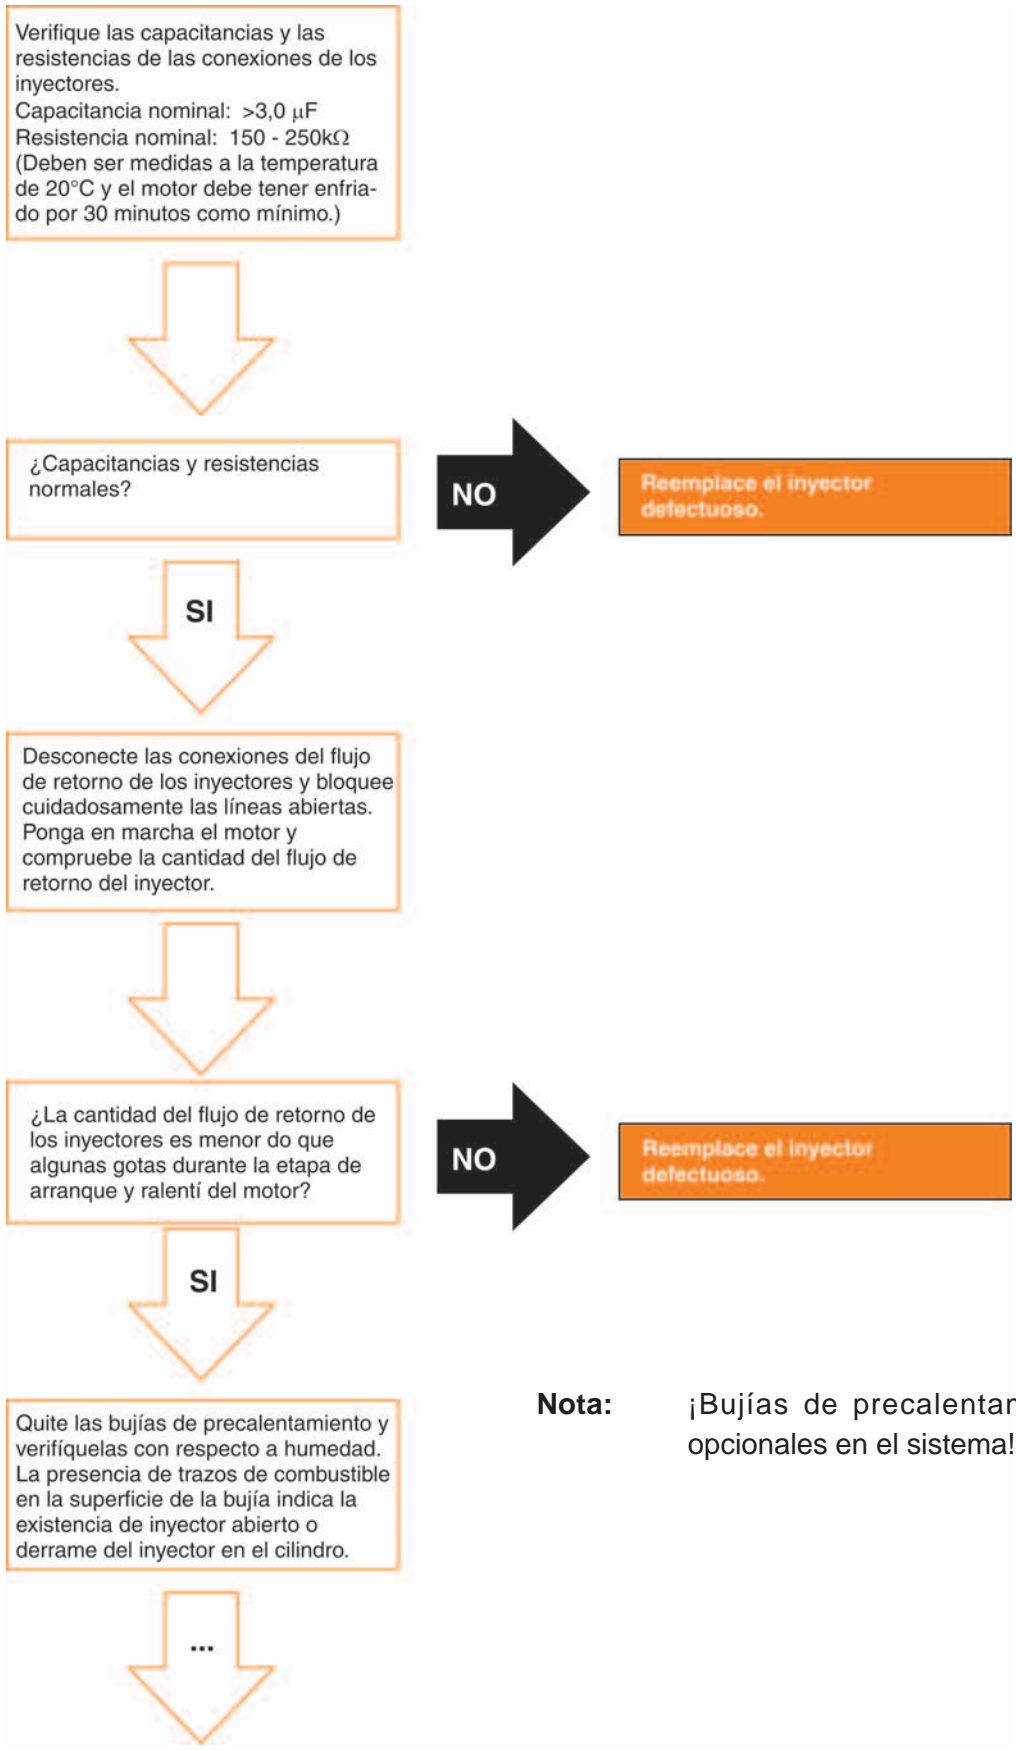 Verifique las capacitancias y las
resistencias de las conexiones de los
inyectores.
Capacitancia nominal: >3,0 μF
Resistencia nominal: 150 - 250kΩ
(Deben ser medidas a la temperatura
de 20°C y el motor debe tener enfria-
do por 30 minutos como mínimo.)
¿Capacitancias y resistencias
normales?
NO
Reemplace el inyector
defectuoso.
SI
Desconecte las conexiones del flujo
de retorno de los inyectores y bloquee
cuidadosamente las líneas abiertas.
Ponga en marcha el motor y
compruebe la cantidad del flujo de
retorno del inyector.
¿La cantidad del flujo de retorno de
los inyectores es menor do que
algunas gotas durante la etapa de
arranque y ralentí del motor?
NO
Reemplace el inyector
defectuoso.
SI
Quite las bujías de precalentamiento y
verifíquelas con respecto a humedad.
La presencia de trazos de combustible
en la superficie de la bujía indica la
existencia de inyector abierto o
derrame del inyector en el cilindro.
Nota: ¡Bujías de
opcionales en el sistema!
...